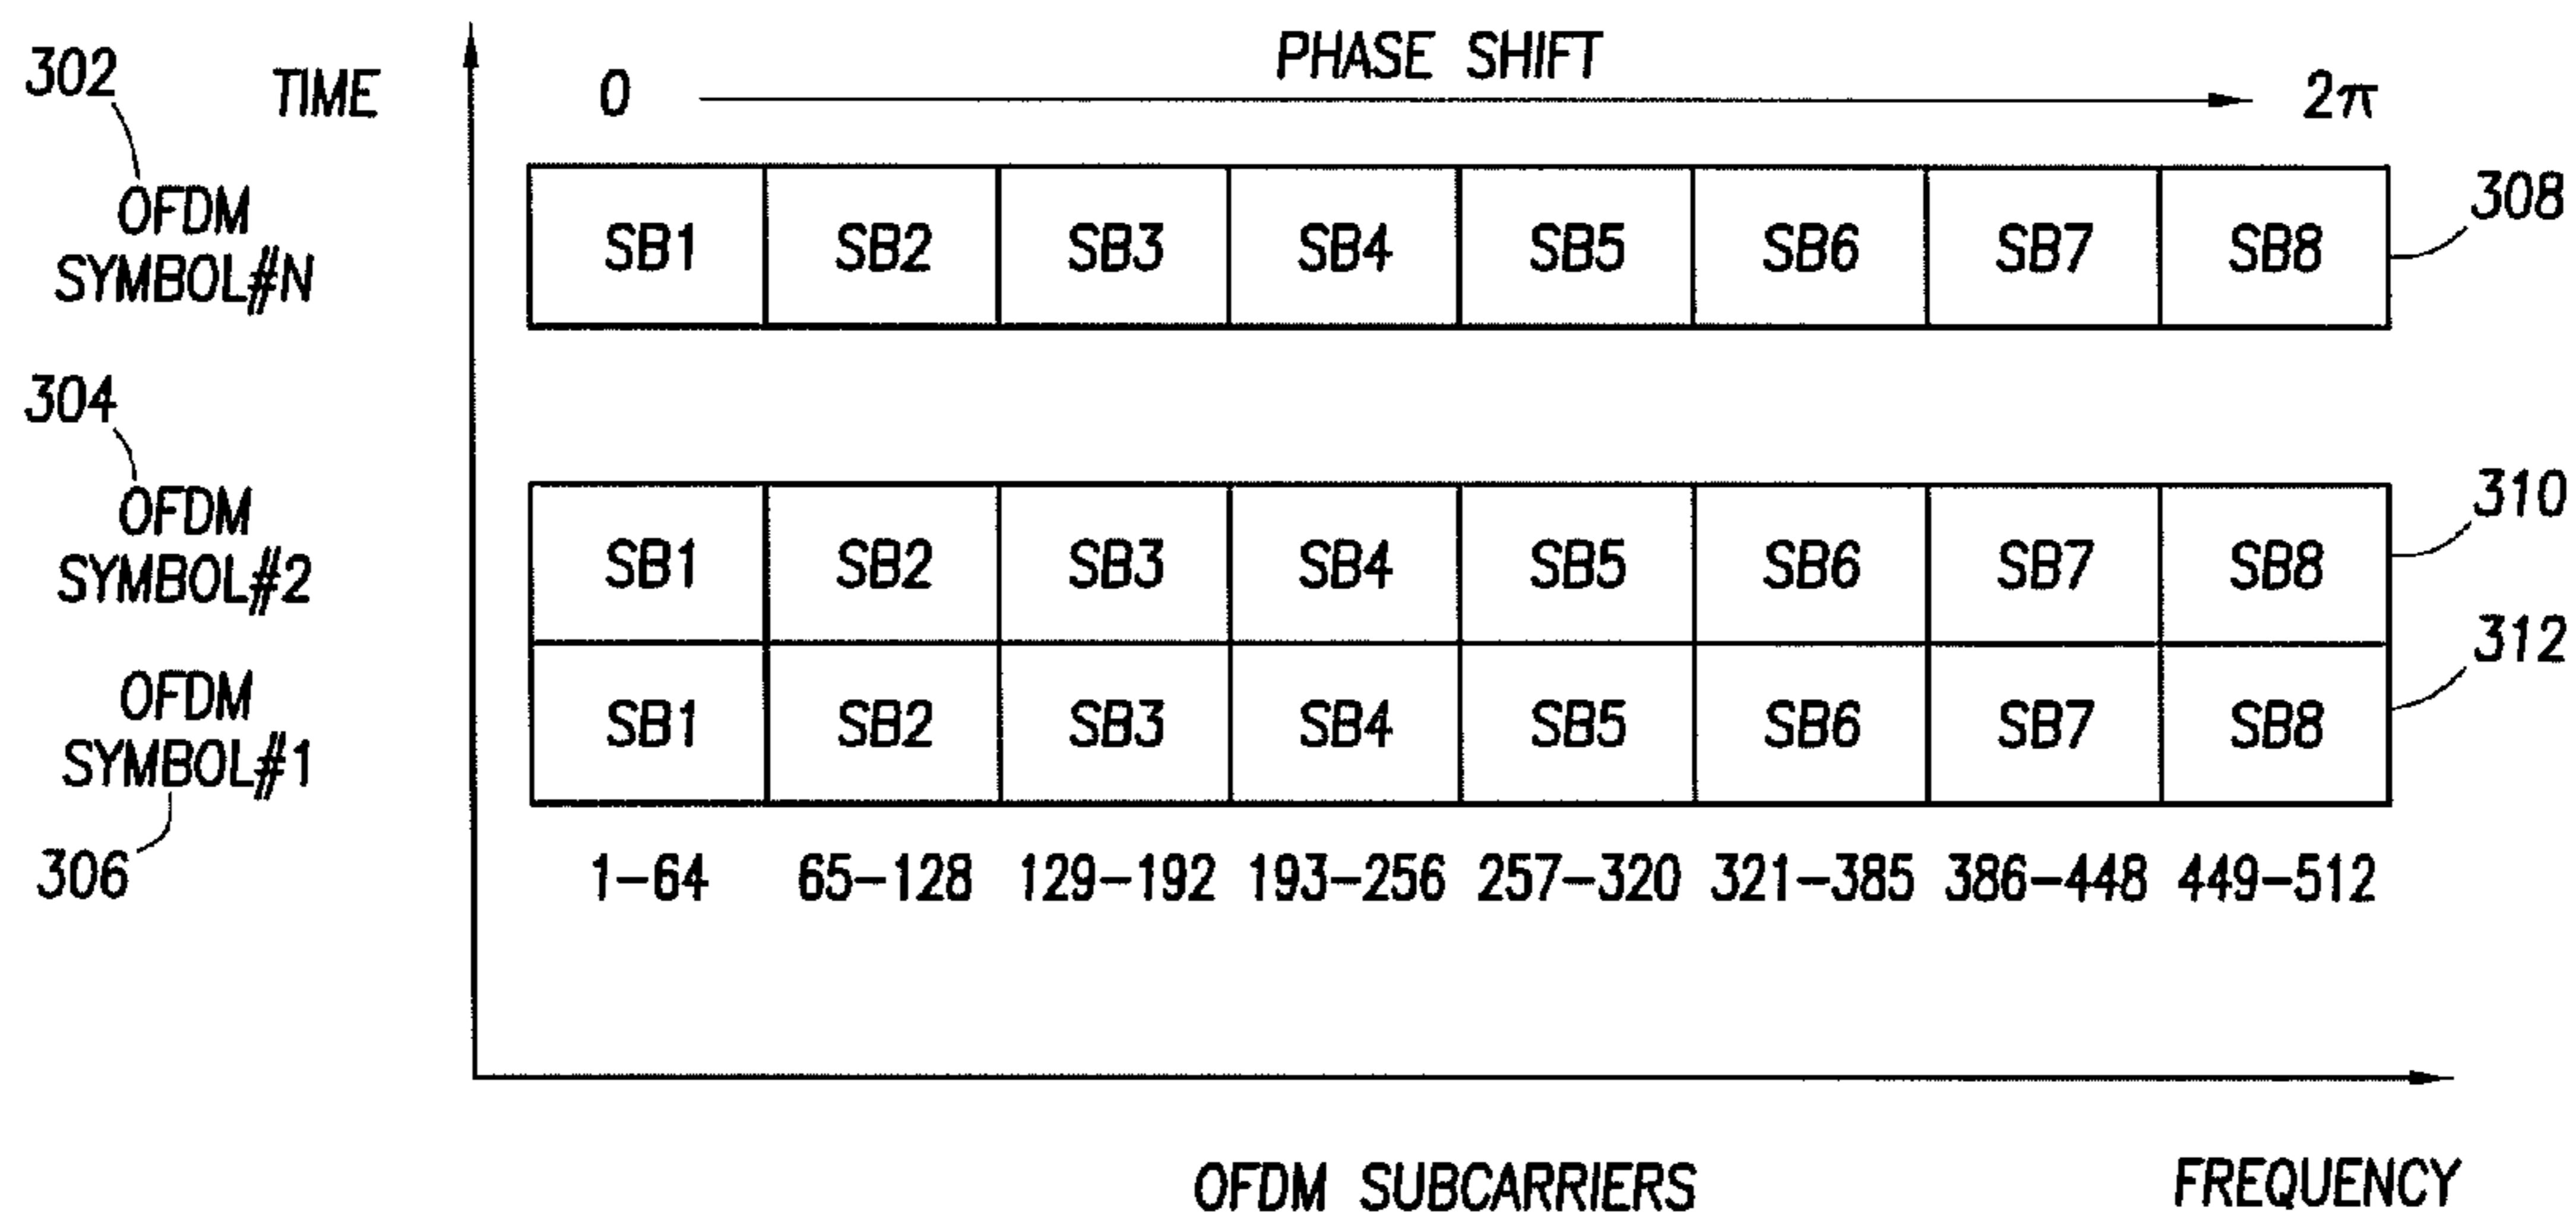 PHASE SHIFT
302 TIME 0 2π
OFDM
SYMBOL#N
SB1 SB2 SB3 SB4 SB5 SB6 SB7 SB8
308
304
OFDM
SYMBOL#2
SB1 SB2 SB3 SB4 SB5 SB6 SB7 SB8
310
OFDM
SYMBOL#1
SB1 SB2 SB3 SB4 SB5 SB6 SB7 SB8
312
306
1-64 65-128 129-192 193-256 257-320 321-385 386-448 449-512
OFDM SUBCARRIERS
FREQUENCY